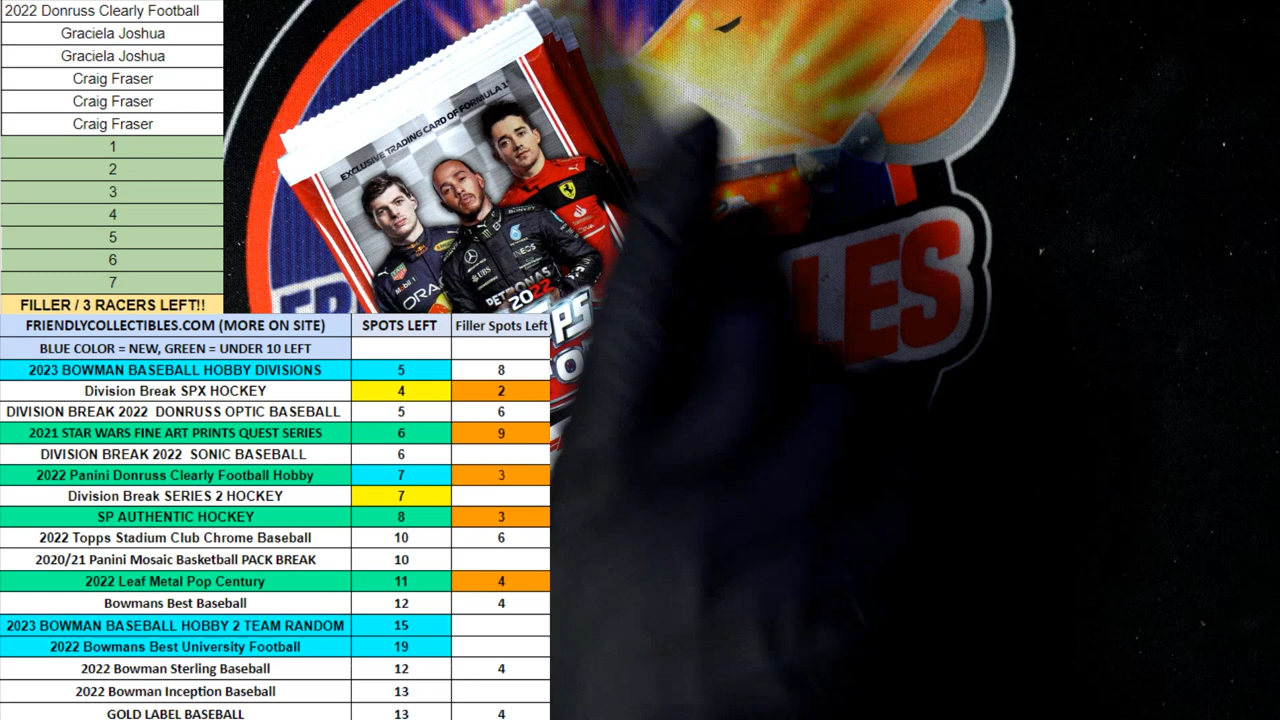 2022 Donruss Clearly Football
Graciela Joshua
Graciela Joshua
Craig Fraser
Craig Fraser
Craig Fraser
1
2
3
4
5
6
7
FILLER / 3 RACERS LEFT!!
FRIENDLYCOLLECTIBLES.COM (MORE ON SITE) SPOTS LEFT Filler Spots Left
BLUE COLOR = NEW, GREEN = UNDER 10 LEFT
2023 BOWMAN BASEBALL HOBBY DIVISIONS 5 8
Division Break SPX HOCKEY 4 2
DIVISION BREAK 2022 DONRUSS OPTIC BASEBALL 5 6
2021 STAR WARS FINE ART PRINTS QUEST SERIES 6 9
DIVISION BREAK 2022 SONIC BASEBALL 6
2022 Panini Donruss Clearly Football Hobby 7 3
Division Break SERIES 2 HOCKEY 7
SP AUTHENTIC HOCKEY 8 3
2022 Topps Stadium Club Chrome Baseball 10 6
2020/21 Panini Mosaic Basketball PACK BREAK 10
2022 Leaf Metal Pop Century 11 4
Bowmans Best Baseball 12 4
2023 BOWMAN BASEBALL HOBBY 2 TEAM RANDOM 15
2022 Bowmans Best University Football 19
2022 Bowman Sterling Baseball 12 4
2022 Bowman Inception Baseball 13
GOLD LABEL BASEBALL 13 4
EXCLUSIVE TRADING CARD OF FORMULA 1
PETRONAS
INEOS
UBS
2022
LES